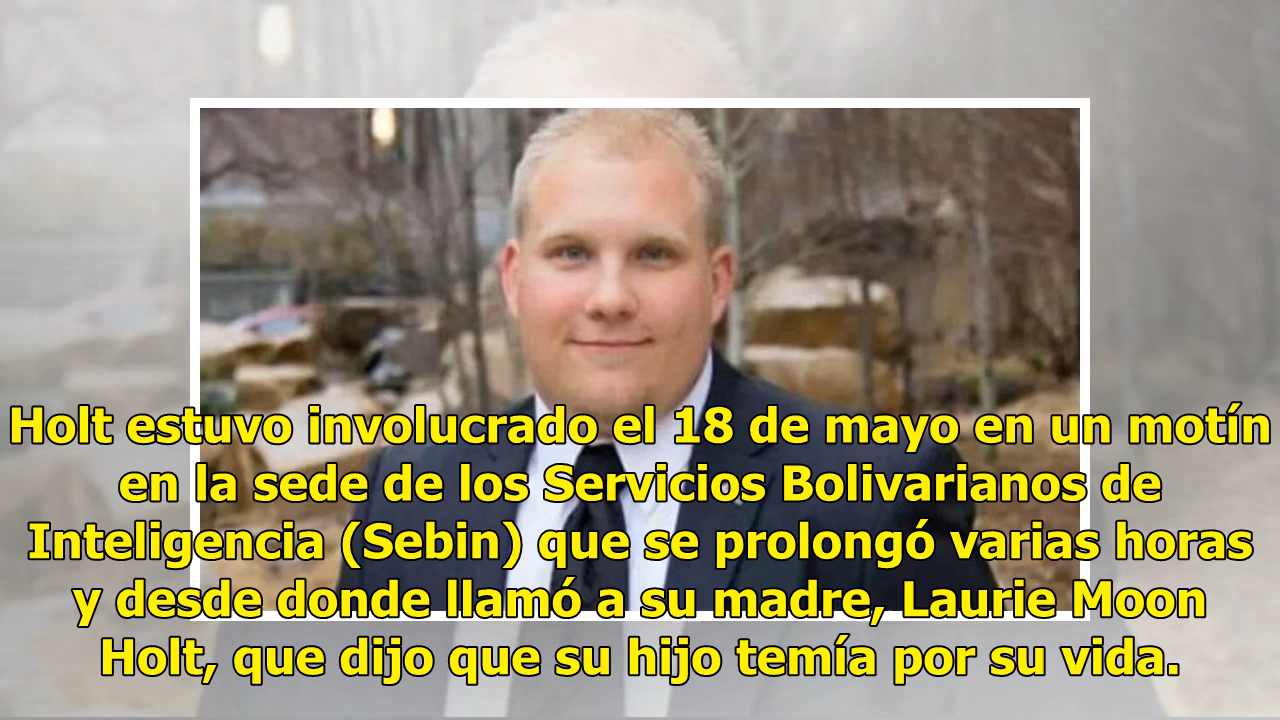 Holt estuvo involucrado el 18 de mayo en un motín
en la sede de los Servicios Bolivarianos de
Inteligencia (Sebin) que se prolongó varias horas
y desde donde llamó a su madre, Laurie Moon
Holt, que dijo que su hijo temía por su vida.